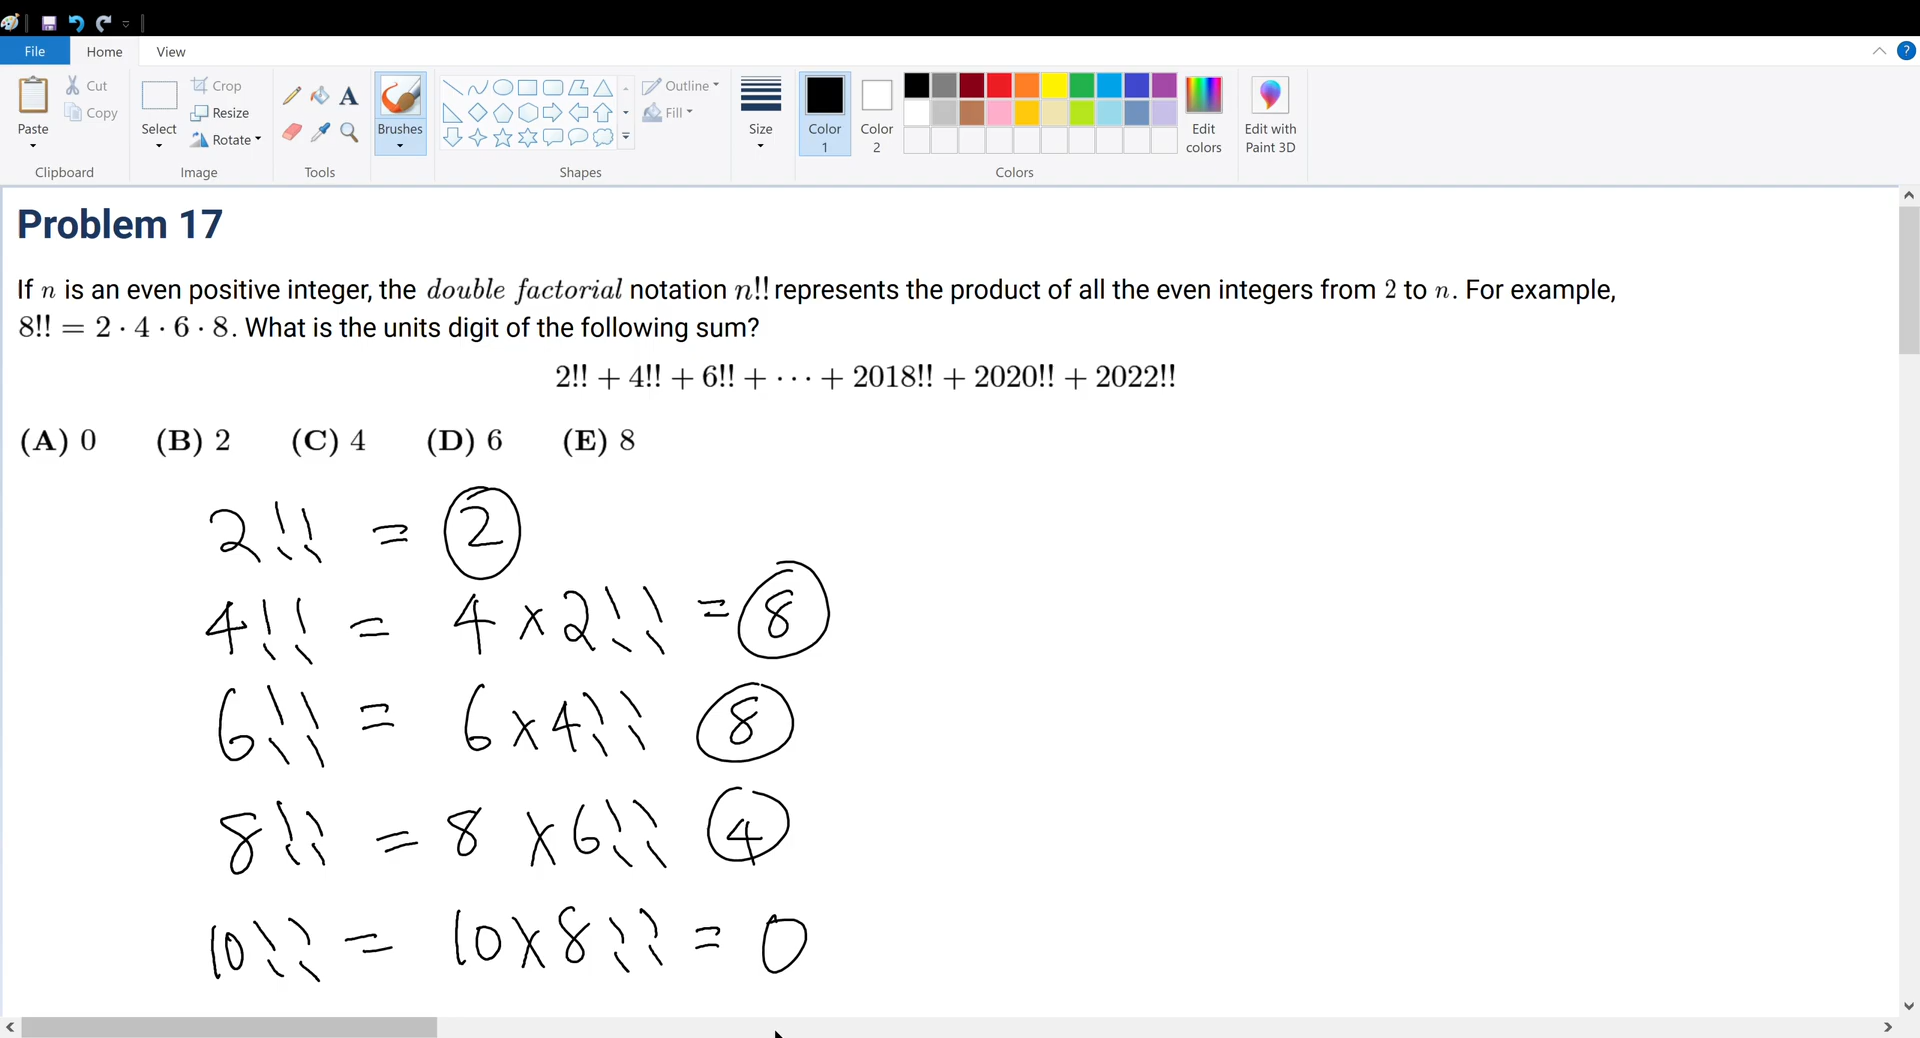 File Home View
Paste Cut Copy Select Crop Resize Rotate A Brushes Outline Fill Size Color 1 Color 2 Edit colors Edit with Paint 3D ?
Clipboard Image Tools Shapes Colors
Problem 17
If n is an even positive integer, the double factorial notation n!! represents the product of all the even integers from 2 to n. For example,
8!! = 2 · 4 · 6 · 8. What is the units digit of the following sum?
2!! + 4!! + 6!! + · · · + 2018!! + 2020!! + 2022!!
(A) 0 (B) 2 (C) 4 (D) 6 (E) 8
2!! = 2
4!! = 4 × 2!! = 8
6!! = 6 × 4!! 8
8!! = 8 × 6!! 4
10!! = 10 × 8!! = 0